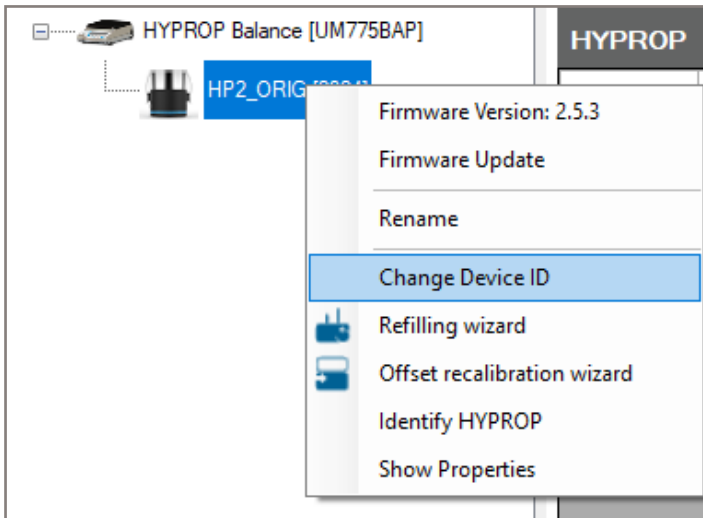 HYPROP Balance [UM775BAP]
HYPROP
HP2_ORIG
Firmware Version: 2.5.3
Firmware Update
Rename
Change Device ID
Refilling wizard
Offset recalibration wizard
Identify HYPROP
Show Properties